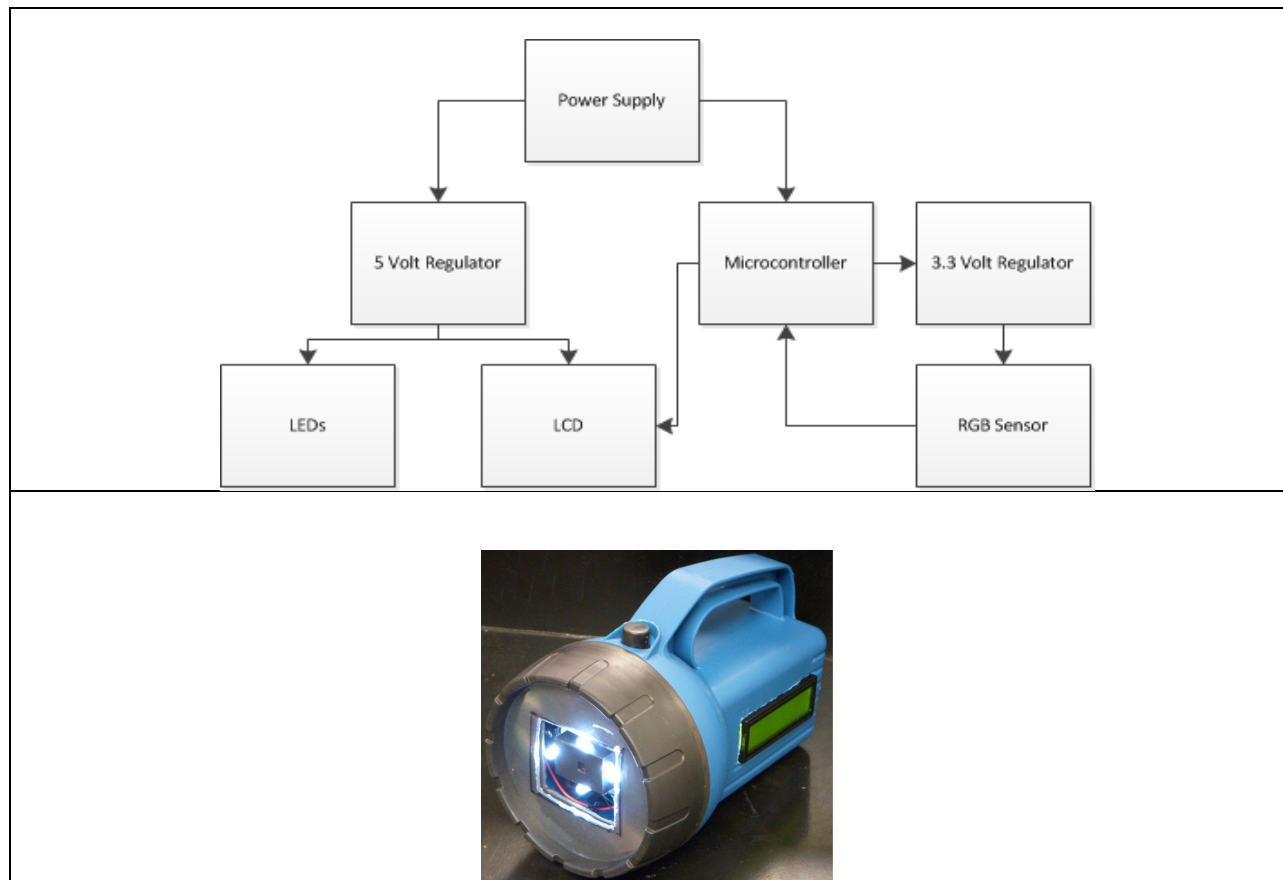 Power Supply
5 Volt Regulator
Microcontroller
3.3 Volt Regulator
LEDs
LCD
RGB Sensor